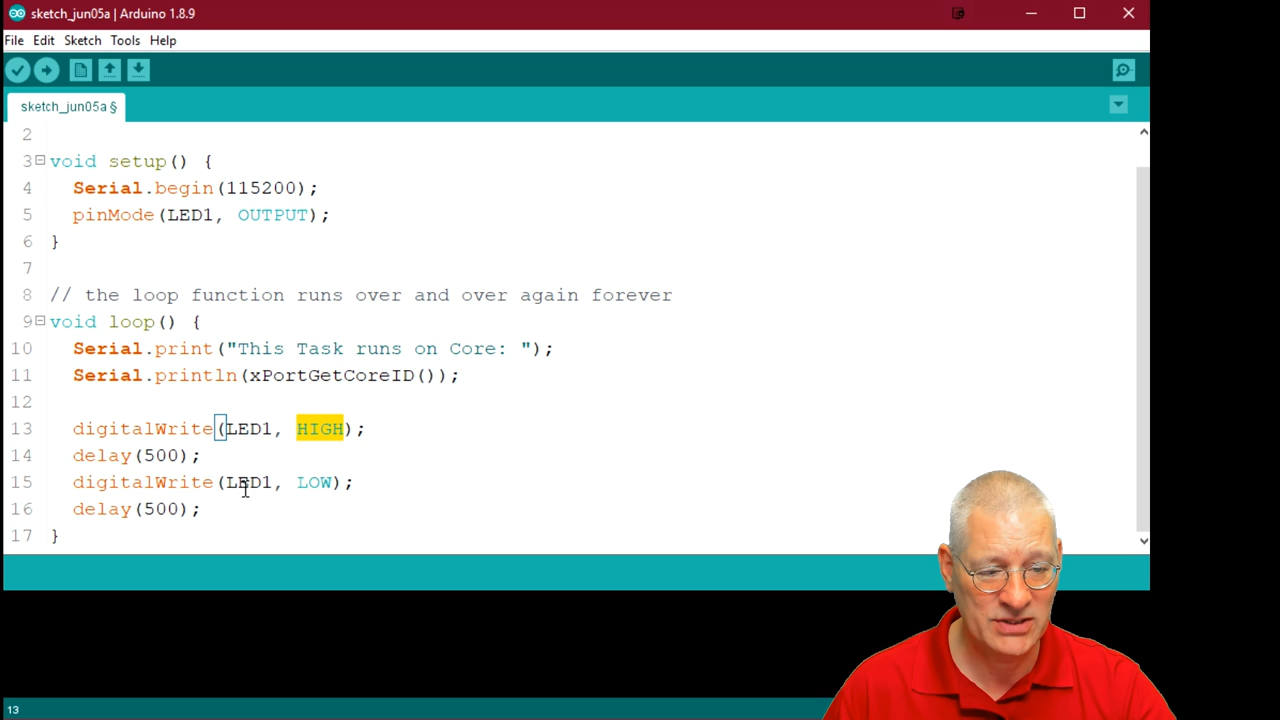 sketch_jun05a | Arduino 1.8.9
File Edit Sketch Tools Help
sketch_jun05a §
2
3 void setup() {
4 Serial.begin(115200);
5 pinMode(LED1, OUTPUT);
6 }
7
8 // the loop function runs over and over again forever
9 void loop() {
10 Serial.print("This Task runs on Core: ");
11 Serial.println(xPortGetCoreID());
12
13 digitalWrite(LED1, HIGH);
14 delay(500);
15 digitalWrite(LED1, LOW);
16 delay(500);
17 }
13